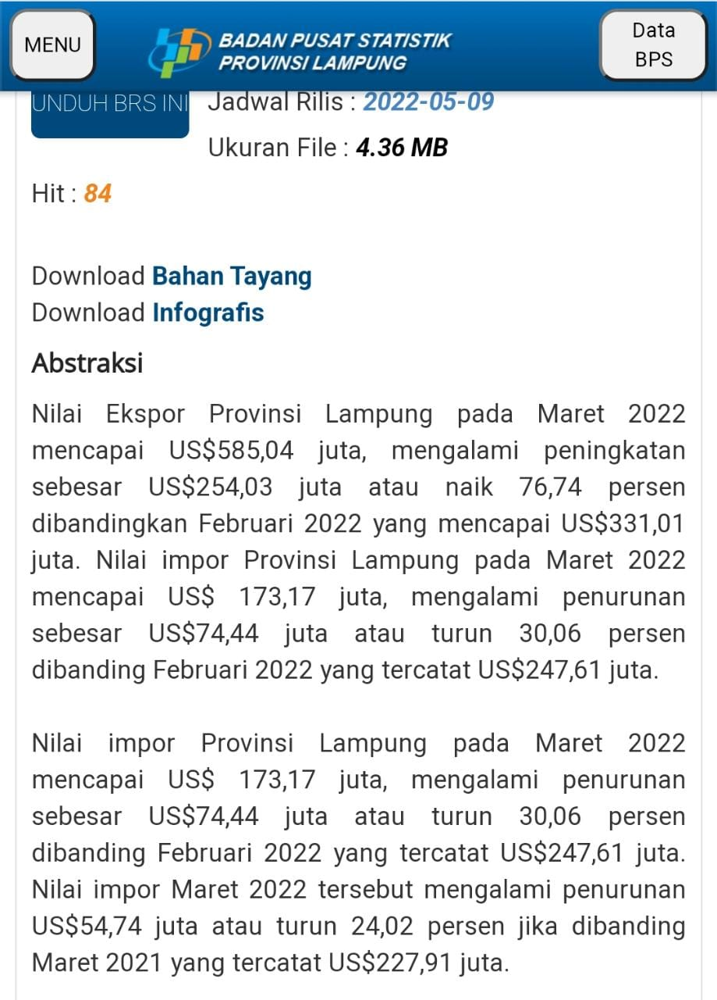 MENU
BADAN PUSAT STATISTIK
PROVINSI LAMPUNG
Data
BPS
UNDUH BRS INI
Jadwal Rilis : 2022-05-09
Ukuran File : 4.36 MB
Hit : 84
Download Bahan Tayang
Download Infografis
Abstraksi
Nilai Ekspor Provinsi Lampung pada Maret 2022
mencapai US$585,04 juta, mengalami peningkatan
sebesar US$254,03 juta atau naik 76,74 persen
dibandingkan Februari 2022 yang mencapai US$331,01
juta. Nilai impor Provinsi Lampung pada Maret 2022
mencapai US$ 173,17 juta, mengalami penurunan
sebesar US$74,44 juta atau turun 30,06 persen
dibanding Februari 2022 yang tercatat US$247,61 juta.
Nilai impor Provinsi Lampung pada Maret 2022
mencapai US$ 173,17 juta, mengalami penurunan
sebesar US$74,44 juta atau turun 30,06 persen
dibanding Februari 2022 yang tercatat US$247,61 juta.
Nilai impor Maret 2022 tersebut mengalami penurunan
US$54,74 juta atau turun 24,02 persen jika dibanding
Maret 2021 yang tercatat US$227,91 juta.